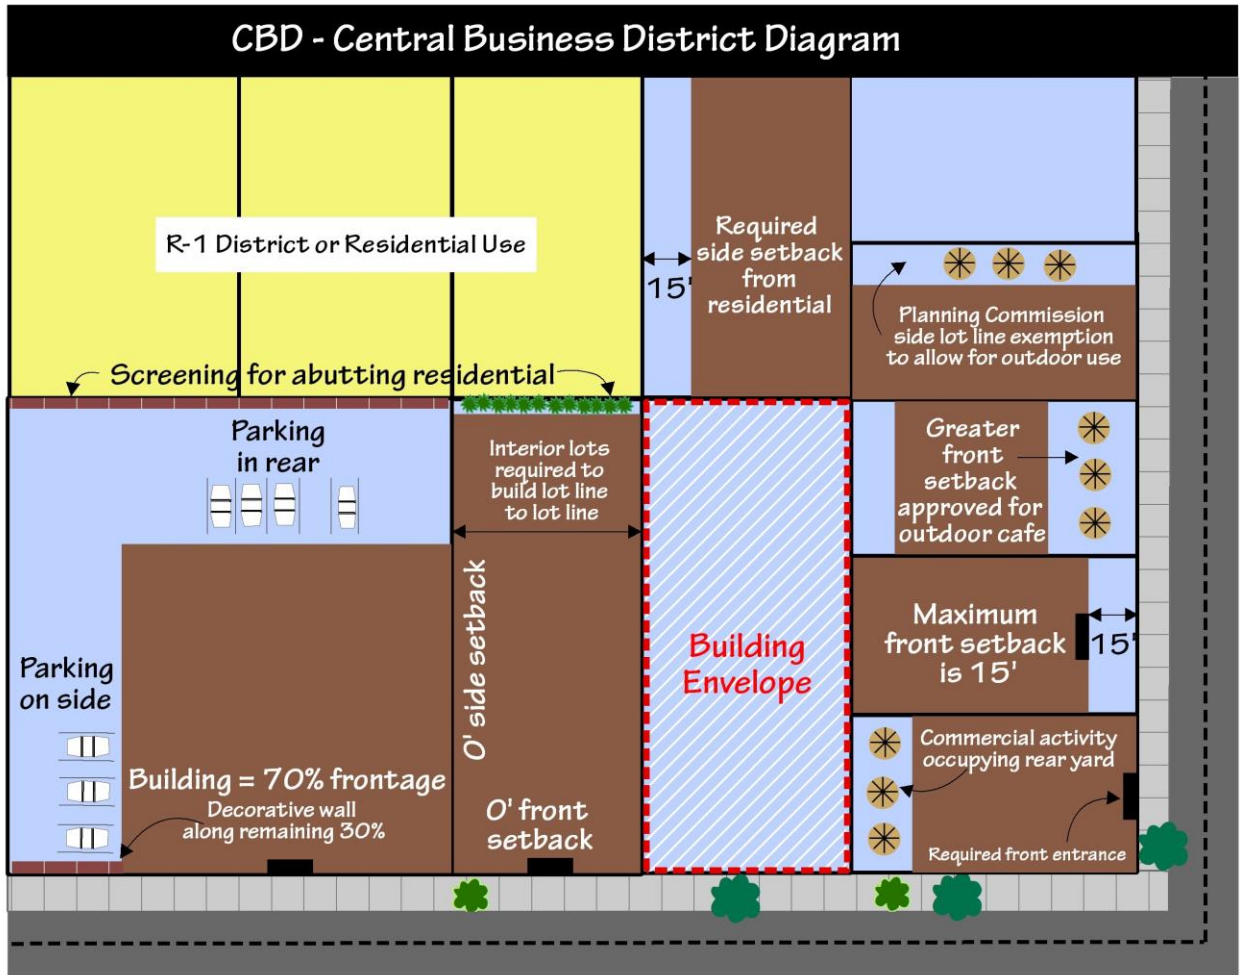 CBD - Central Business District Diagram
R-1 District or Residential Use
Required
side setback
from
residential
15'
Planning Commission
side lot line exemption
to allow for outdoor use
Screening for abutting residential
Parking
in rear
Interior lots
required to
build lot line
to lot line
Greater
front
setback
approved for
outdoor cafe
O' side setback
Building
Envelope
Maximum
front setback
is 15'
15'
Parking
on side
Building = 70% frontage
Decorative wall
along remaining 30%
O' front
setback
Commercial activity
occupying rear yard
Required front entrance